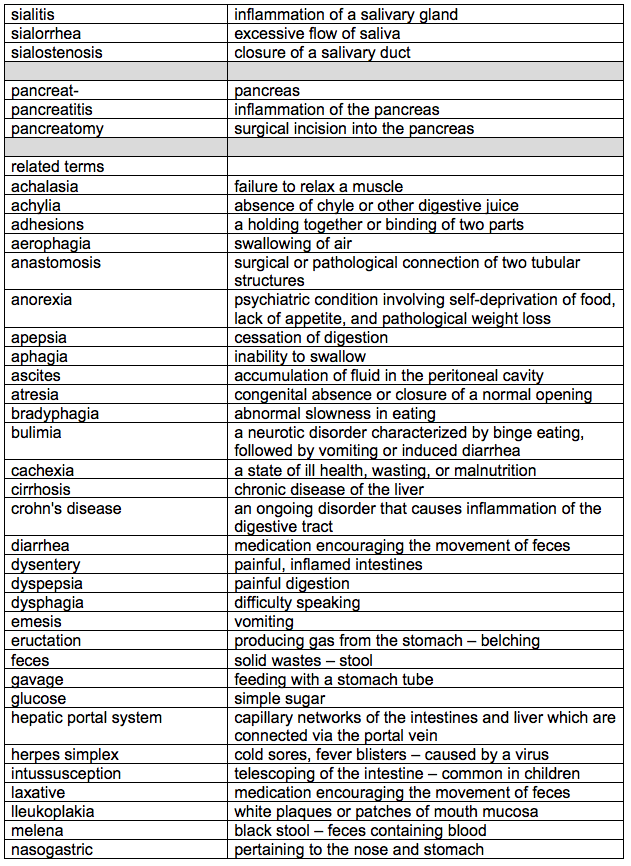 sialitis inflammation of a salivary gland
sialorrhea excessive flow of saliva
sialostenosis closure of a salivary duct
pancreat- pancreas
pancreatitis inflammation of the pancreas
pancreatomy surgical incision into the pancreas
related terms
achalasia failure to relax a muscle
achylia absence of chyle or other digestive juice
adhesions a holding together or binding of two parts
aerophagia swallowing of air
anastomosis surgical or pathological connection of two tubular
structures
anorexia psychiatric condition involving self-deprivation of food,
lack of appetite, and pathological weight loss
apepsia cessation of digestion
aphagia inability to swallow
ascites accumulation of fluid in the peritoneal cavity
atresia congenital absence or closure of a normal opening
bradyphagia abnormal slowness in eating
bulimia a neurotic disorder characterized by binge eating,
followed by vomiting or induced diarrhea
cachexia a state of ill health, wasting, or malnutrition
cirrhosis chronic disease of the liver
crohn's disease an ongoing disorder that causes inflammation of the
digestive tract
diarrhea medication encouraging the movement of feces
dysentery painful, inflamed intestines
dyspepsia painful digestion
dysphagia difficulty speaking
emesis vomiting
eructation producing gas from the stomach – belching
feces solid wastes – stool
gavage feeding with a stomach tube
glucose simple sugar
hepatic portal system capillary networks of the intestines and liver which are
connected via the portal vein
herpes simplex cold sores, fever blisters – caused by a virus
intussusception telescoping of the intestine – common in children
laxative medication encouraging the movement of feces
lleukoplakia white plaques or patches of mouth mucosa
melena black stool – feces containing blood
nasogastric pertaining to the nose and stomach